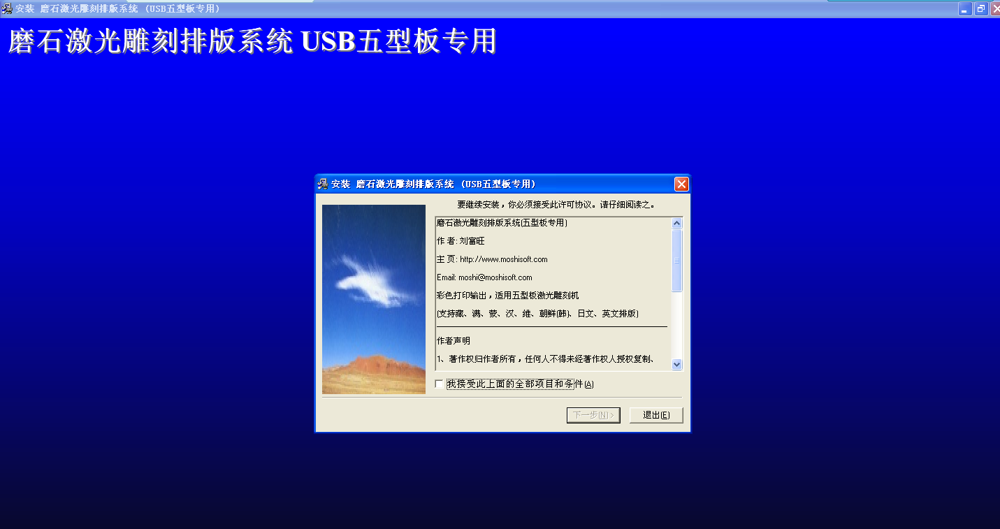 安装 磨石激光雕刻排版系统 (USB五型板专用)
磨石激光雕刻排版系统 USB五型板专用
安装 磨石激光雕刻排版系统 (USB五型板专用)
要继续安装,你必须接受此许可协议。请仔细阅读之。
磨石激光雕刻排版系统(五型板专用)
作 者: 刘富旺
主 页: http://www.moshisoft.com
Email: moshi@moshisoft.com
彩色打印输出,适用五型板激光雕刻机
(支持藏、满、蒙、汉、维、朝鲜(韩)、日文、英文排版)
作者声明
1、著作权归作者所有,任何人不得未经著作权人授权复制、
我接受此上面的全部项目和条件(A)
下一步(N)>
退出(E)